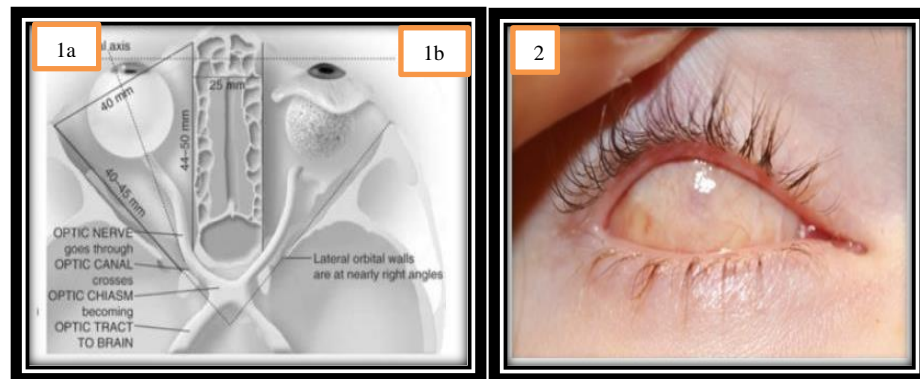 1a
al axis
1b
40 mm
25 mm
44–50 mm
40–45 mm
OPTIC NERVE
goes through
OPTIC CANAL
crosses
OPTIC CHIASM
becoming
OPTIC TRACT
TO BRAIN
Lateral orbital walls
are at nearly right angles
2